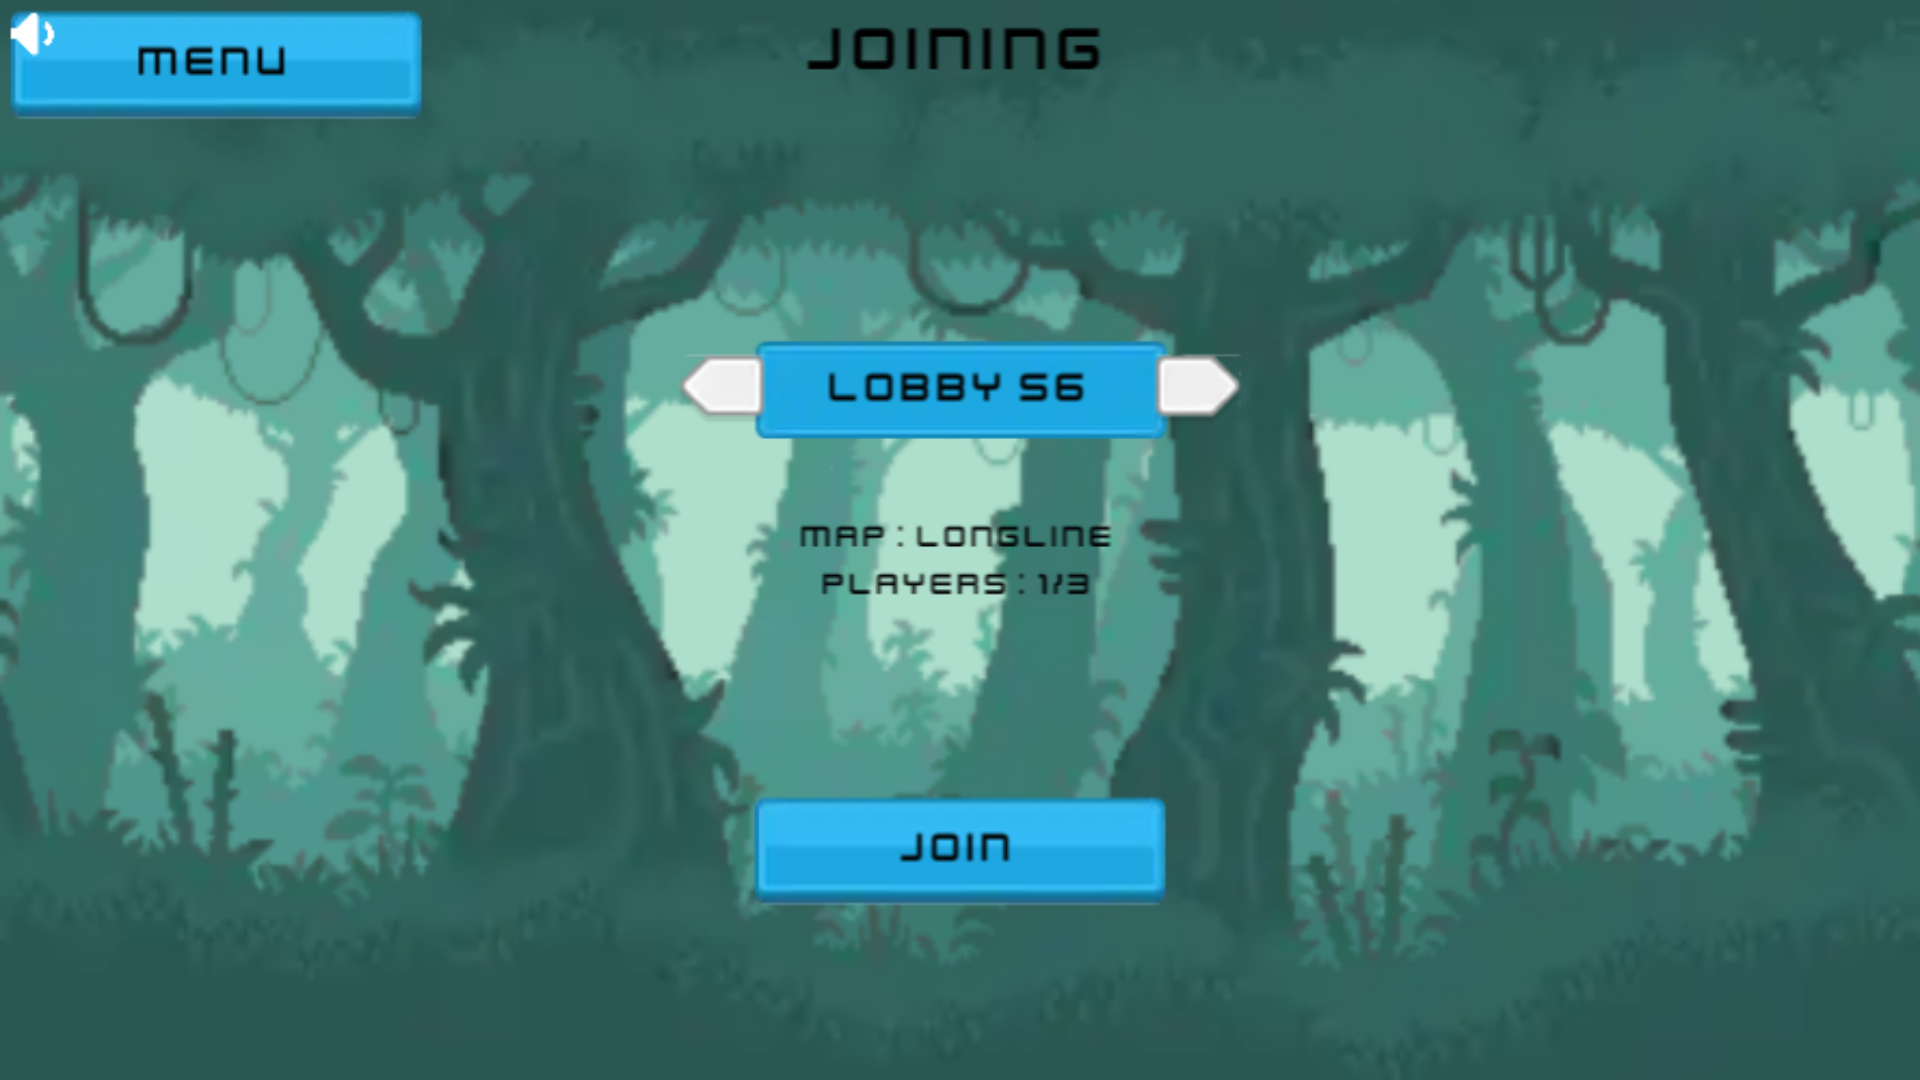 MENU
JOINING
LOBBY 56
MAP : LONGLINE
PLAYERS : 1/3
JOIN